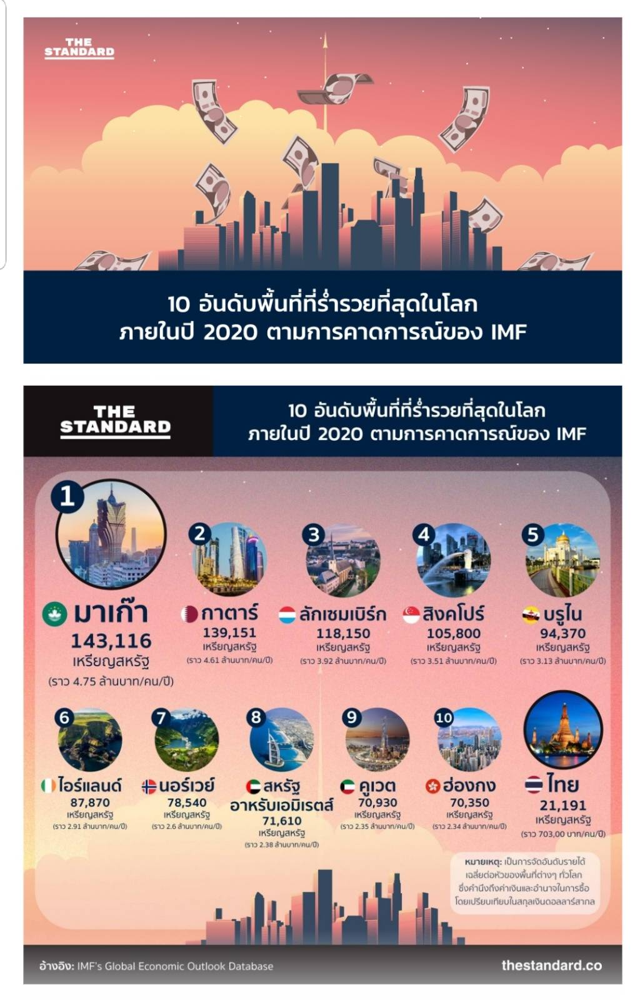 THE
STANDARD
10 อันดับพื้นที่ที่ร่ำรวยที่สุดในโลก
ภายในปี 2020 ตามการคาดการณ์ของ IMF
THE
STANDARD
10 อันดับพื้นที่ที่ร่ำรวยที่สุดในโลก
ภายในปี 2020 ตามการคาดการณ์ของ IMF
1
มาเก๊า
143,116
เหรียญสหรัฐ
(ราว 4.75 ล้านบาท/คน/ปี)
2
กาตาร์
139,151
เหรียญสหรัฐ
(ราว 4.61 ล้านบาท/คน/ปี)
3
ลักเซมเบิร์ก
118,150
เหรียญสหรัฐ
(ราว 3.92 ล้านบาท/คน/ปี)
4
สิงคโปร์
105,800
เหรียญสหรัฐ
(ราว 3.51 ล้านบาท/คน/ปี)
5
บรูไน
94,370
เหรียญสหรัฐ
(ราว 3.13 ล้านบาท/คน/ปี)
6
ไอร์แลนด์
87,870
เหรียญสหรัฐ
(ราว 2.91 ล้านบาท/คน/ปี)
7
นอร์เวย์
78,540
เหรียญสหรัฐ
(ราว 2.6 ล้านบาท/คน/ปี)
8
สหรัฐ
อาหรับเอมิเรตส์
71,610
เหรียญสหรัฐ
(ราว 2.38 ล้านบาท/คน/ปี)
9
คูเวต
70,930
เหรียญสหรัฐ
(ราว 2.35 ล้านบาท/คน/ปี)
10
ฮ่องกง
70,350
เหรียญสหรัฐ
(ราว 2.34 ล้านบาท/คน/ปี)
ไทย
21,191
เหรียญสหรัฐ
(ราว 703,00 บาท/คน/ปี)
หมายเหตุ: เป็นการจัดอันดับรายได้
เฉลี่ยต่อหัวของพื้นที่ต่างๆ ทั่วโลก
ซึ่งคำนึงถึงค่าเงินและอำนาจในการซื้อ
โดยเปรียบเทียบในสกุลเงินดอลลาร์สากล
อ้างอิง: IMF's Global Economic Outlook Database
thestandard.co